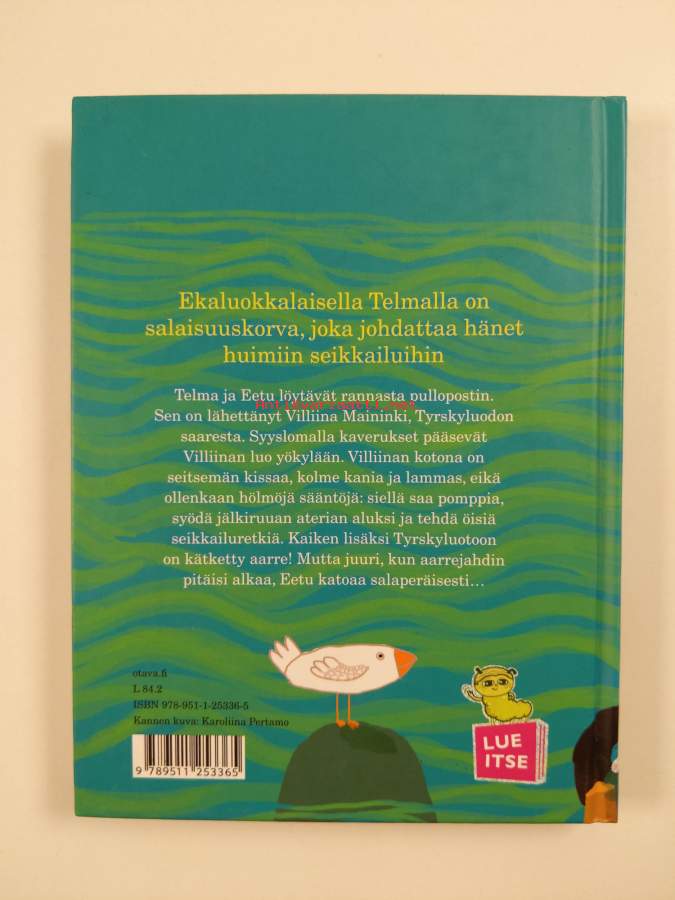 Ekaluokkalaisella Telmalla on
salaisuuskorva, joka johdattaa hänet
huimiin seikkailuihin
Telma ja Eetu löytävät rannasta pullopostin.
Antikvariaatti.net
Sen on lähettänyt Villiina Maininki, Tyrskyluodon
saaresta. Syyslomalla kaverukset pääsevät
Villiinan luo yökylään. Villiinan kotona on
seitsemän kissaa, kolme kania ja lammas, eikä
ollenkaan hölmöjä sääntöjä: siellä saa pomppia,
syödä jälkiruuan aterian aluksi ja tehdä öisiä
seikkailuretkiä. Kaiken lisäksi Tyrskyluotoon
on kätketty aarre! Mutta juuri, kun aarrejahdin
pitäisi alkaa, Eetu katoaa salaperäisesti...
otava.fi
L 84.2
ISBN 978-951-1-25336-5
Kannen kuva: Karoliina Pertamo
9 789511 253365
LUE
ITSE